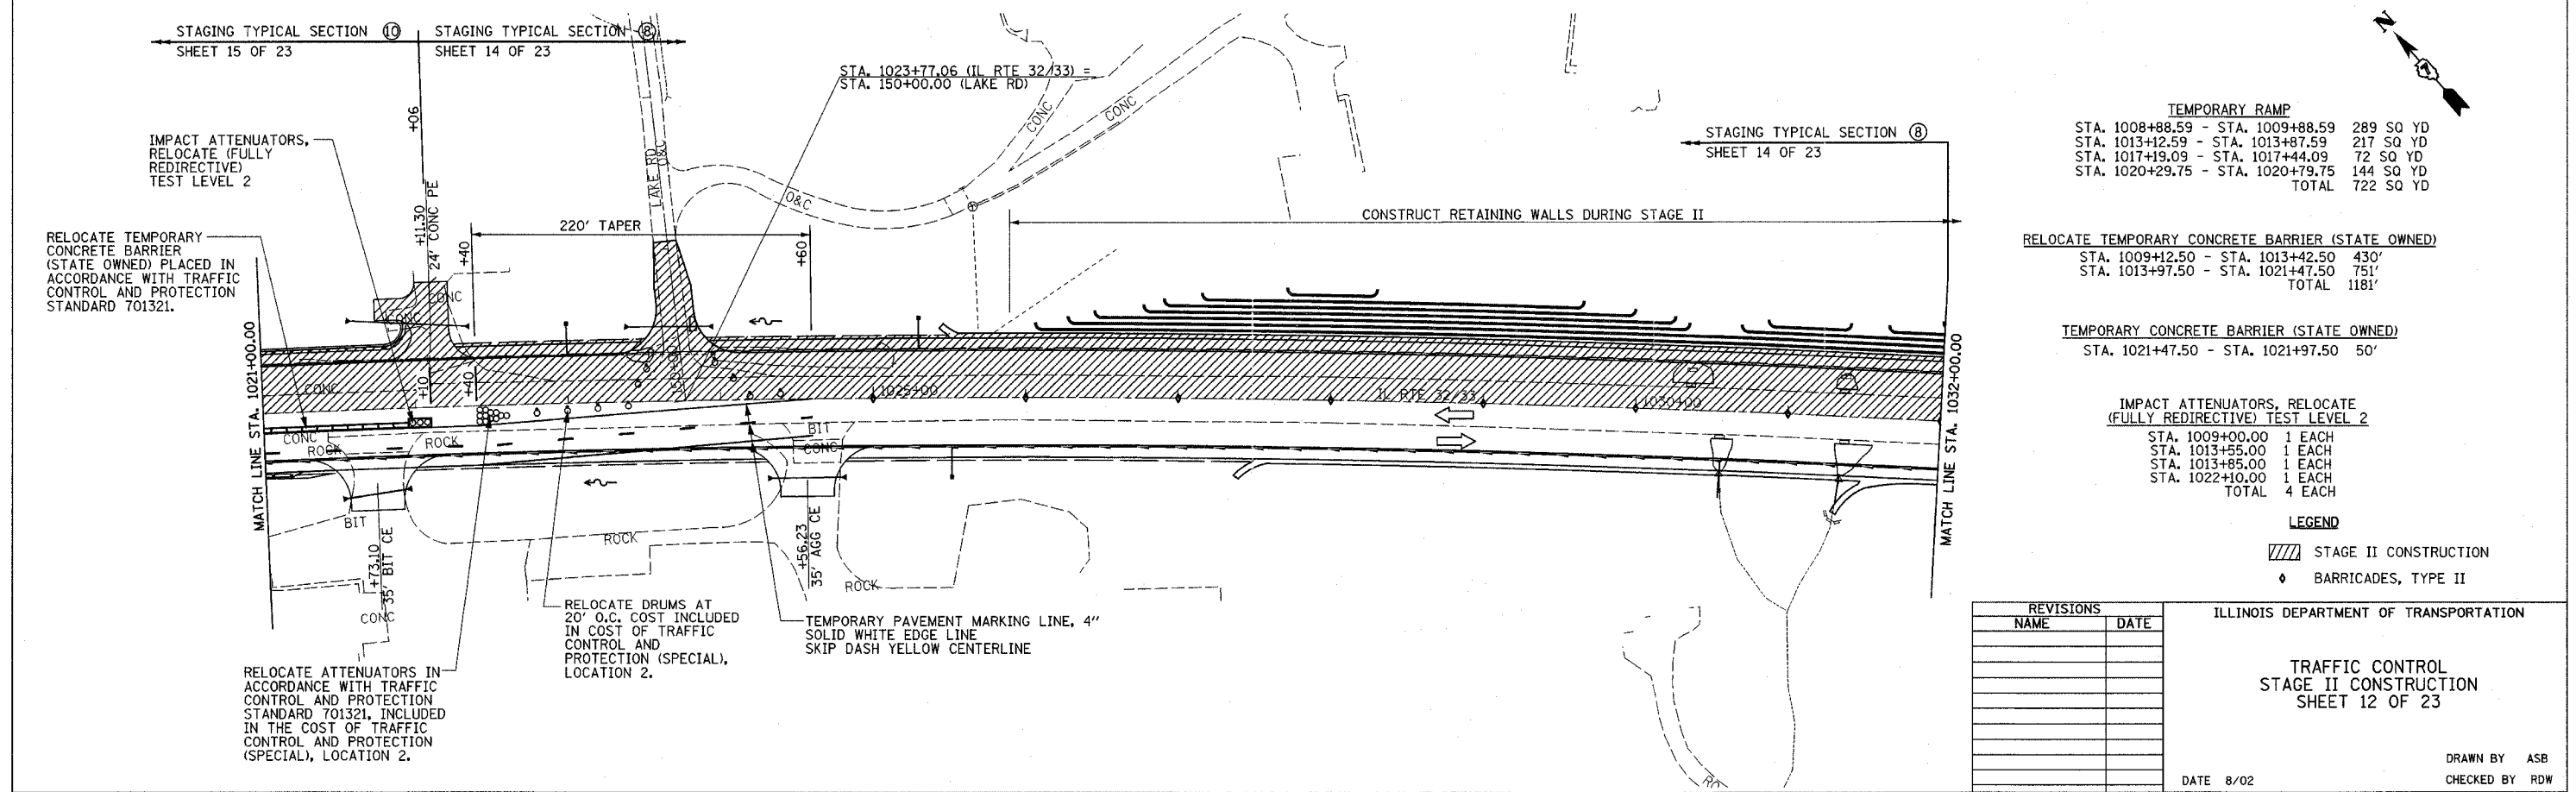 STAGING TYPICAL SECTION 10
SHEET 15 OF 23
STAGING TYPICAL SECTION 8
SHEET 14 OF 23
+06
IMPACT ATTENUATORS,
RELOCATE (FULLY
REDIRECTIVE)
TEST LEVEL 2
RELOCATE TEMPORARY
CONCRETE BARRIER
(STATE OWNED) PLACED IN
ACCORDANCE WITH TRAFFIC
CONTROL AND PROTECTION
STANDARD 701321.
+11.30
24' CONC PE
+40
220' TAPER
+60
LAKE RD
O&C
STA. 1023+77.06 (IL RTE 32/33) =
STA. 150+00.00 (LAKE RD)
CONC
CONC
O&C
CONSTRUCT RETAINING WALLS DURING STAGE II
STAGING TYPICAL SECTION 8
SHEET 14 OF 23
N
7
MATCH LINE STA. 1021+00.00
CONC
CONC
CONC
+10
+40
150+00
1025+00
IL RTE 32/33
1030+00
MATCH LINE STA. 1032+00.00
CONC
ROCK
ROCK
ROCK
BIT
CONC
BIT
+73.10
35' BIT CE
CONC
ROCK
+56.23
35' AGG CE
ROCK
RELOCATE ATTENUATORS IN
ACCORDANCE WITH TRAFFIC
CONTROL AND PROTECTION
STANDARD 701321, INCLUDED
IN THE COST OF TRAFFIC
CONTROL AND PROTECTION
(SPECIAL), LOCATION 2.
RELOCATE DRUMS AT
20' O.C. COST INCLUDED
IN COST OF TRAFFIC
CONTROL AND
PROTECTION (SPECIAL),
LOCATION 2.
TEMPORARY PAVEMENT MARKING LINE, 4"
SOLID WHITE EDGE LINE
SKIP DASH YELLOW CENTERLINE
TEMPORARY RAMP
STA. 1008+88.59 - STA. 1009+88.59 289 SQ YD
STA. 1013+12.59 - STA. 1013+87.59 217 SQ YD
STA. 1017+19.09 - STA. 1017+44.09 72 SQ YD
STA. 1020+29.75 - STA. 1020+79.75 144 SQ YD
TOTAL 722 SQ YD
RELOCATE TEMPORARY CONCRETE BARRIER (STATE OWNED)
STA. 1009+12.50 - STA. 1013+42.50 430'
STA. 1013+97.50 - STA. 1021+47.50 751'
TOTAL 1181'
TEMPORARY CONCRETE BARRIER (STATE OWNED)
STA. 1021+47.50 - STA. 1021+97.50 50'
IMPACT ATTENUATORS, RELOCATE
(FULLY REDIRECTIVE) TEST LEVEL 2
STA. 1009+00.00 1 EACH
STA. 1013+55.00 1 EACH
STA. 1013+85.00 1 EACH
STA. 1022+10.00 1 EACH
TOTAL 4 EACH
LEGEND
STAGE II CONSTRUCTION
BARRICADES, TYPE II
REVISIONS
NAME DATE
ILLINOIS DEPARTMENT OF TRANSPORTATION
TRAFFIC CONTROL
STAGE II CONSTRUCTION
SHEET 12 OF 23
DRAWN BY ASB
DATE 8/02
CHECKED BY RDW